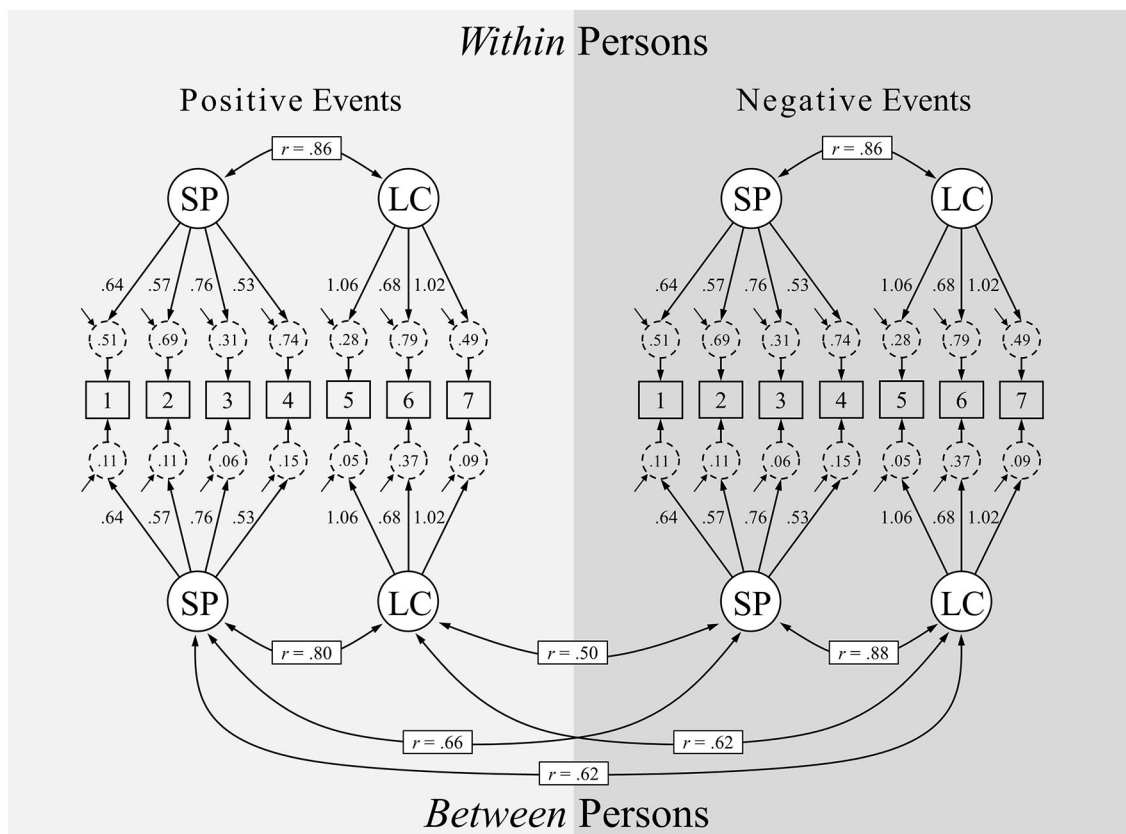 Within Persons
Positive Events Negative Events
r = .86 r = .86
SP LC SP LC
.64 .57 .76 .53 1.06 .68 1.02 .64 .57 .76 .53 1.06 .68 1.02
.51 .69 .31 .74 .28 .79 .49 .51 .69 .31 .74 .28 .79 .49
1 2 3 4 5 6 7 1 2 3 4 5 6 7
.11 .11 .06 .15 .05 .37 .09 .11 .11 .06 .15 .05 .37 .09
.64 .57 .76 .53 1.06 .68 1.02 .64 .57 .76 .53 1.06 .68 1.02
SP LC SP LC
r = .80 r = .50 r = .88
r = .66 r = .62
r = .62
Between Persons